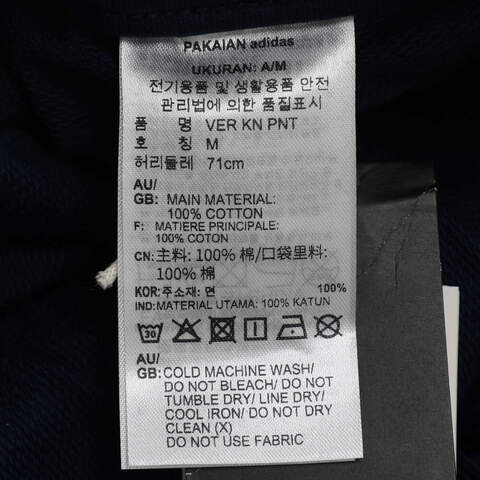 PAKAIAN adidas
UKURAN: A/M
전기용품 및 생활용품 안전
관리법에 의한 품질표시
품 명 VER KN PNT
호 칭 M
허리둘레 71cm
AU/
GB: MAIN MATERIAL:
100% COTTON
F: MATIERE PRINCIPALE:
100% COTON
CN: 主料: 100% 棉/口袋里料:
100% 棉
KOR: 주소재: 면 100%
IND: MATERIAL UTAMA: 100% KATUN
30
AU/
GB: COLD MACHINE WASH/
DO NOT BLEACH/ DO NOT
TUMBLE DRY/ LINE DRY/
COOL IRON/ DO NOT DRY
CLEAN (X)
DO NOT USE FABRIC